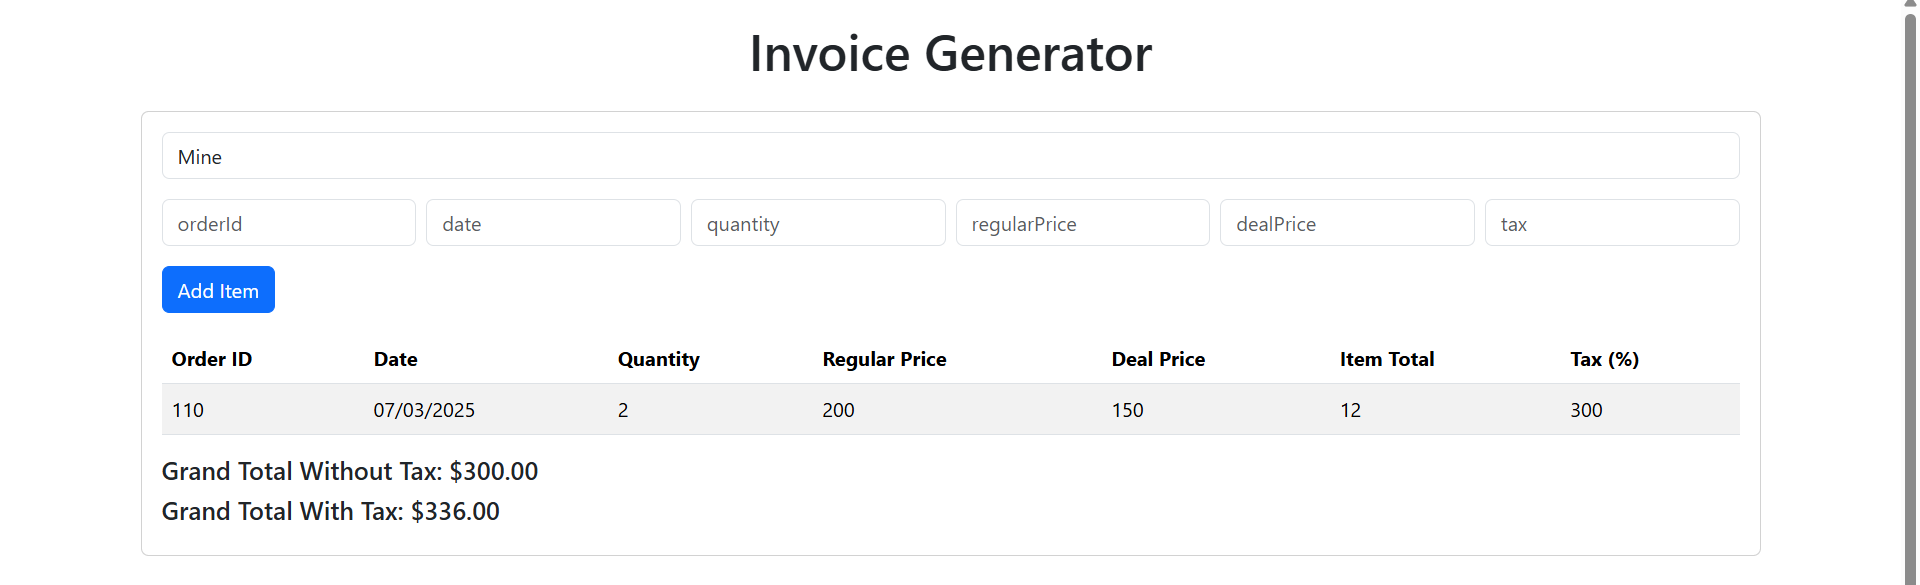 Invoice Generator
Mine
orderId date quantity regularPrice dealPrice tax
Add Item
Order ID Date Quantity Regular Price Deal Price Item Total Tax (%)
110 07/03/2025 2 200 150 12 300
Grand Total Without Tax: $300.00
Grand Total With Tax: $336.00